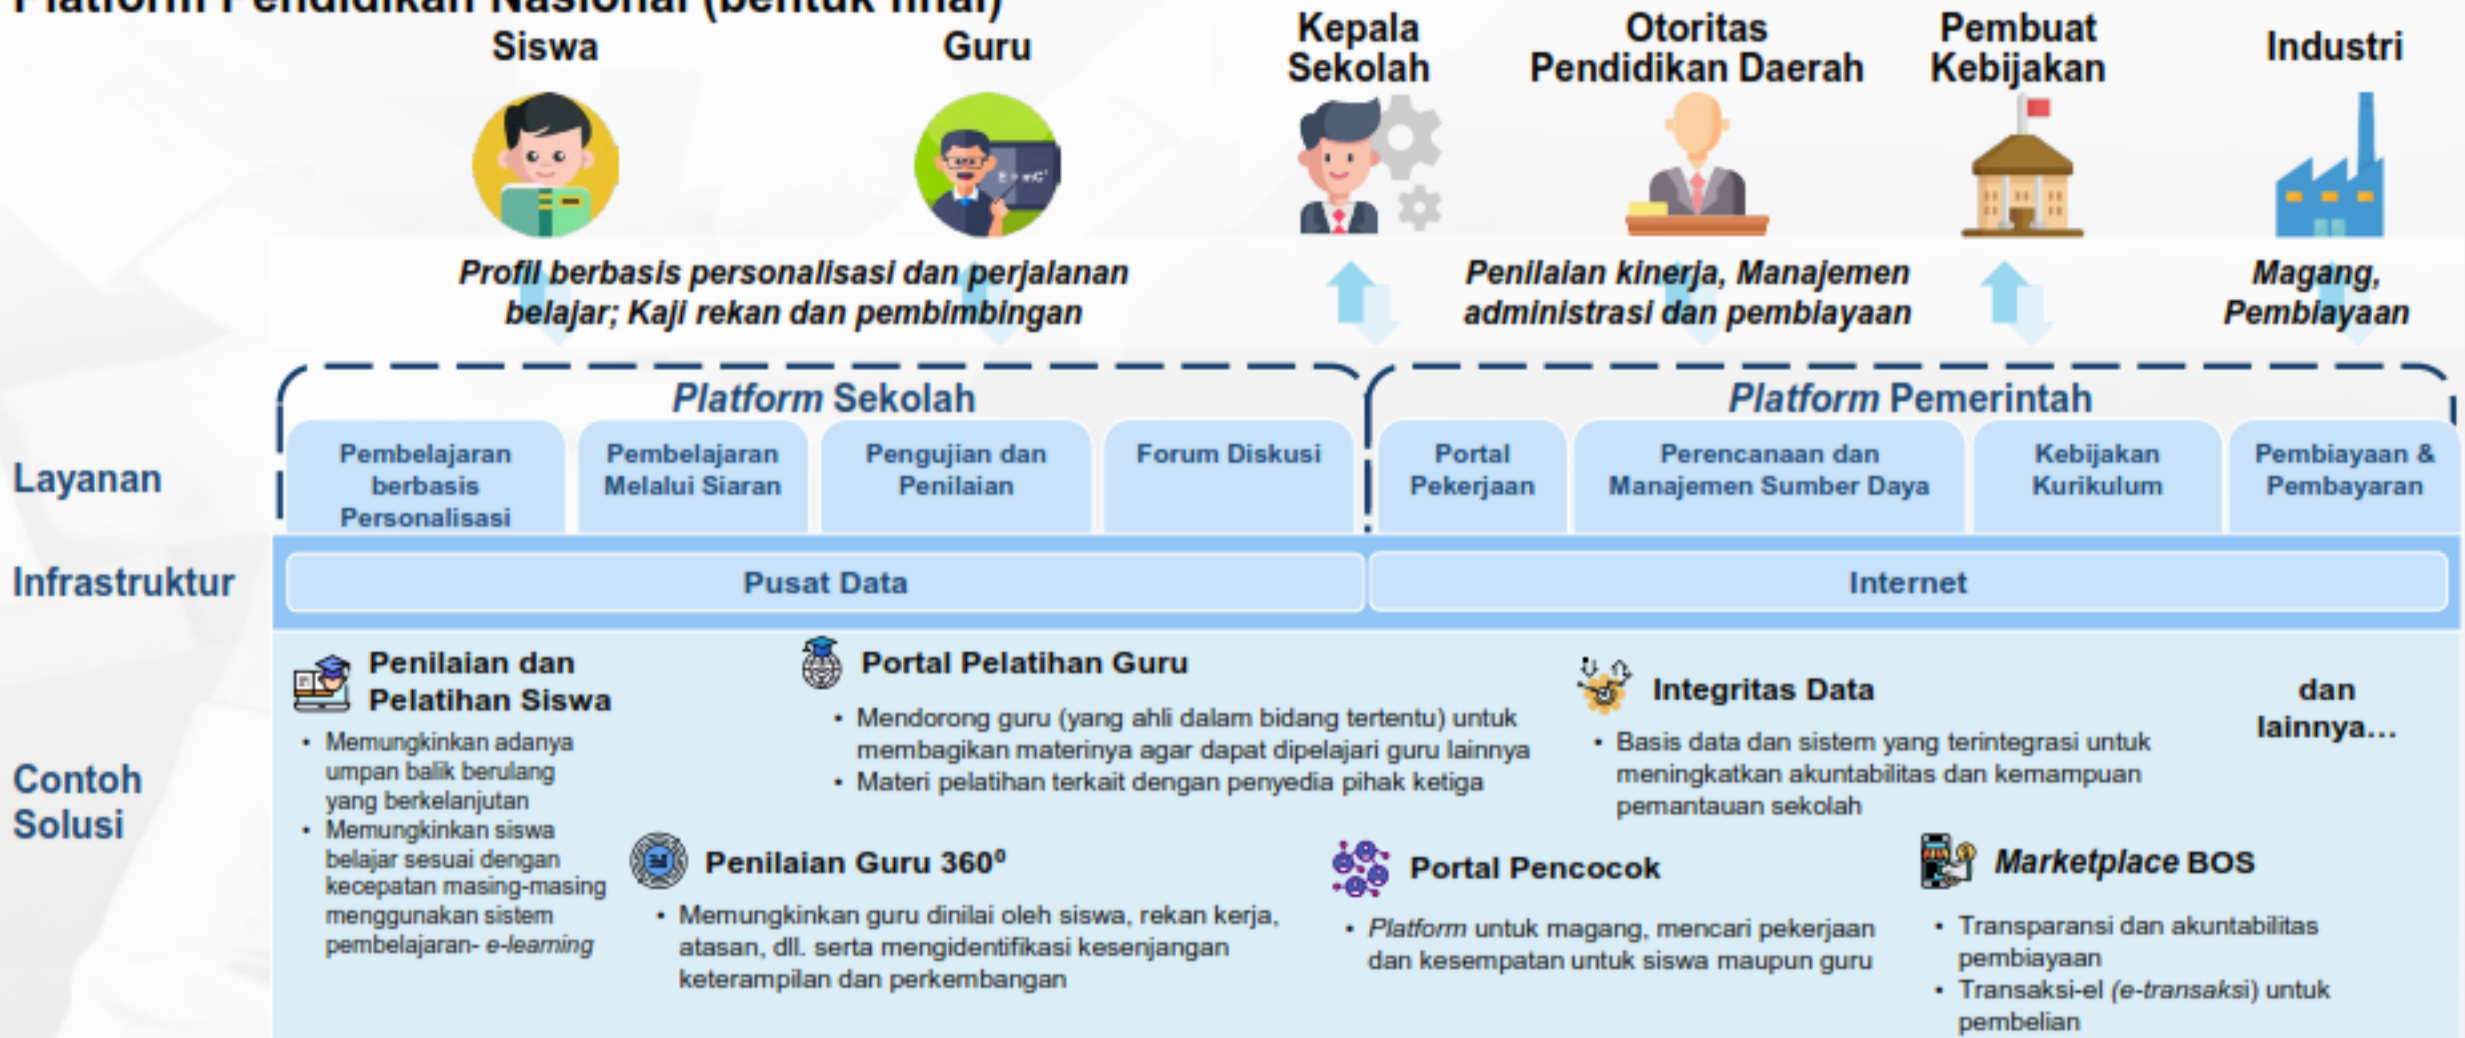 Platform Pendidikan Nasional (bentuk final)
Siswa
Guru
Kepala
Sekolah
Otoritas
Pendidikan Daerah
Pembuat
Kebijakan
Industri
E=mC²
Profil berbasis personalisasi dan perjalanan
belajar; Kaji rekan dan pembimbingan
Penilaian kinerja, Manajemen
administrasi dan pembiayaan
Magang,
Pembiayaan
Platform Sekolah
Platform Pemerintah
Layanan
Pembelajaran
berbasis
Personalisasi
Pembelajaran
Melalui Siaran
Pengujian dan
Penilaian
Forum Diskusi
Portal
Pekerjaan
Perencanaan dan
Manajemen Sumber Daya
Kebijakan
Kurikulum
Pembiayaan &
Pembayaran
Infrastruktur
Pusat Data
Internet
Contoh
Solusi
Penilaian dan
Pelatihan Siswa
• Memungkinkan adanya
umpan balik berulang
yang berkelanjutan
• Memungkinkan siswa
belajar sesuai dengan
kecepatan masing-masing
menggunakan sistem
pembelajaran- e-learning
Portal Pelatihan Guru
• Mendorong guru (yang ahli dalam bidang tertentu) untuk
membagikan materinya agar dapat dipelajari guru lainnya
• Materi pelatihan terkait dengan penyedia pihak ketiga
Integritas Data
• Basis data dan sistem yang terintegrasi untuk
meningkatkan akuntabilitas dan kemampuan
pemantauan sekolah
dan
lainnya…
Penilaian Guru 360⁰
• Memungkinkan guru dinilai oleh siswa, rekan kerja,
atasan, dll. serta mengidentifikasi kesenjangan
keterampilan dan perkembangan
Portal Pencocok
• Platform untuk magang, mencari pekerjaan
dan kesempatan untuk siswa maupun guru
Marketplace BOS
• Transparansi dan akuntabilitas
pembiayaan
• Transaksi-el (e-transaksi) untuk
pembelian